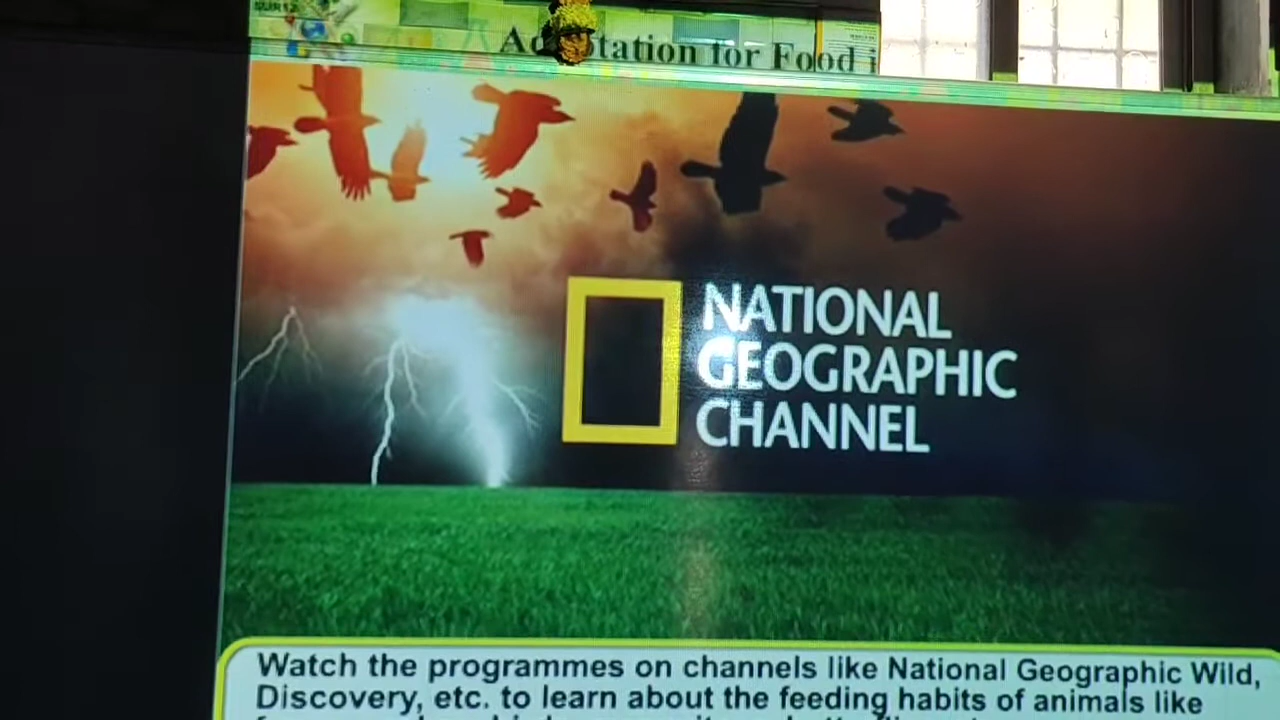 Adaptation for Food i
NATIONAL
GEOGRAPHIC
CHANNEL
Watch the programmes on channels like National Geographic Wild,
Discovery, etc. to learn about the feeding habits of animals like